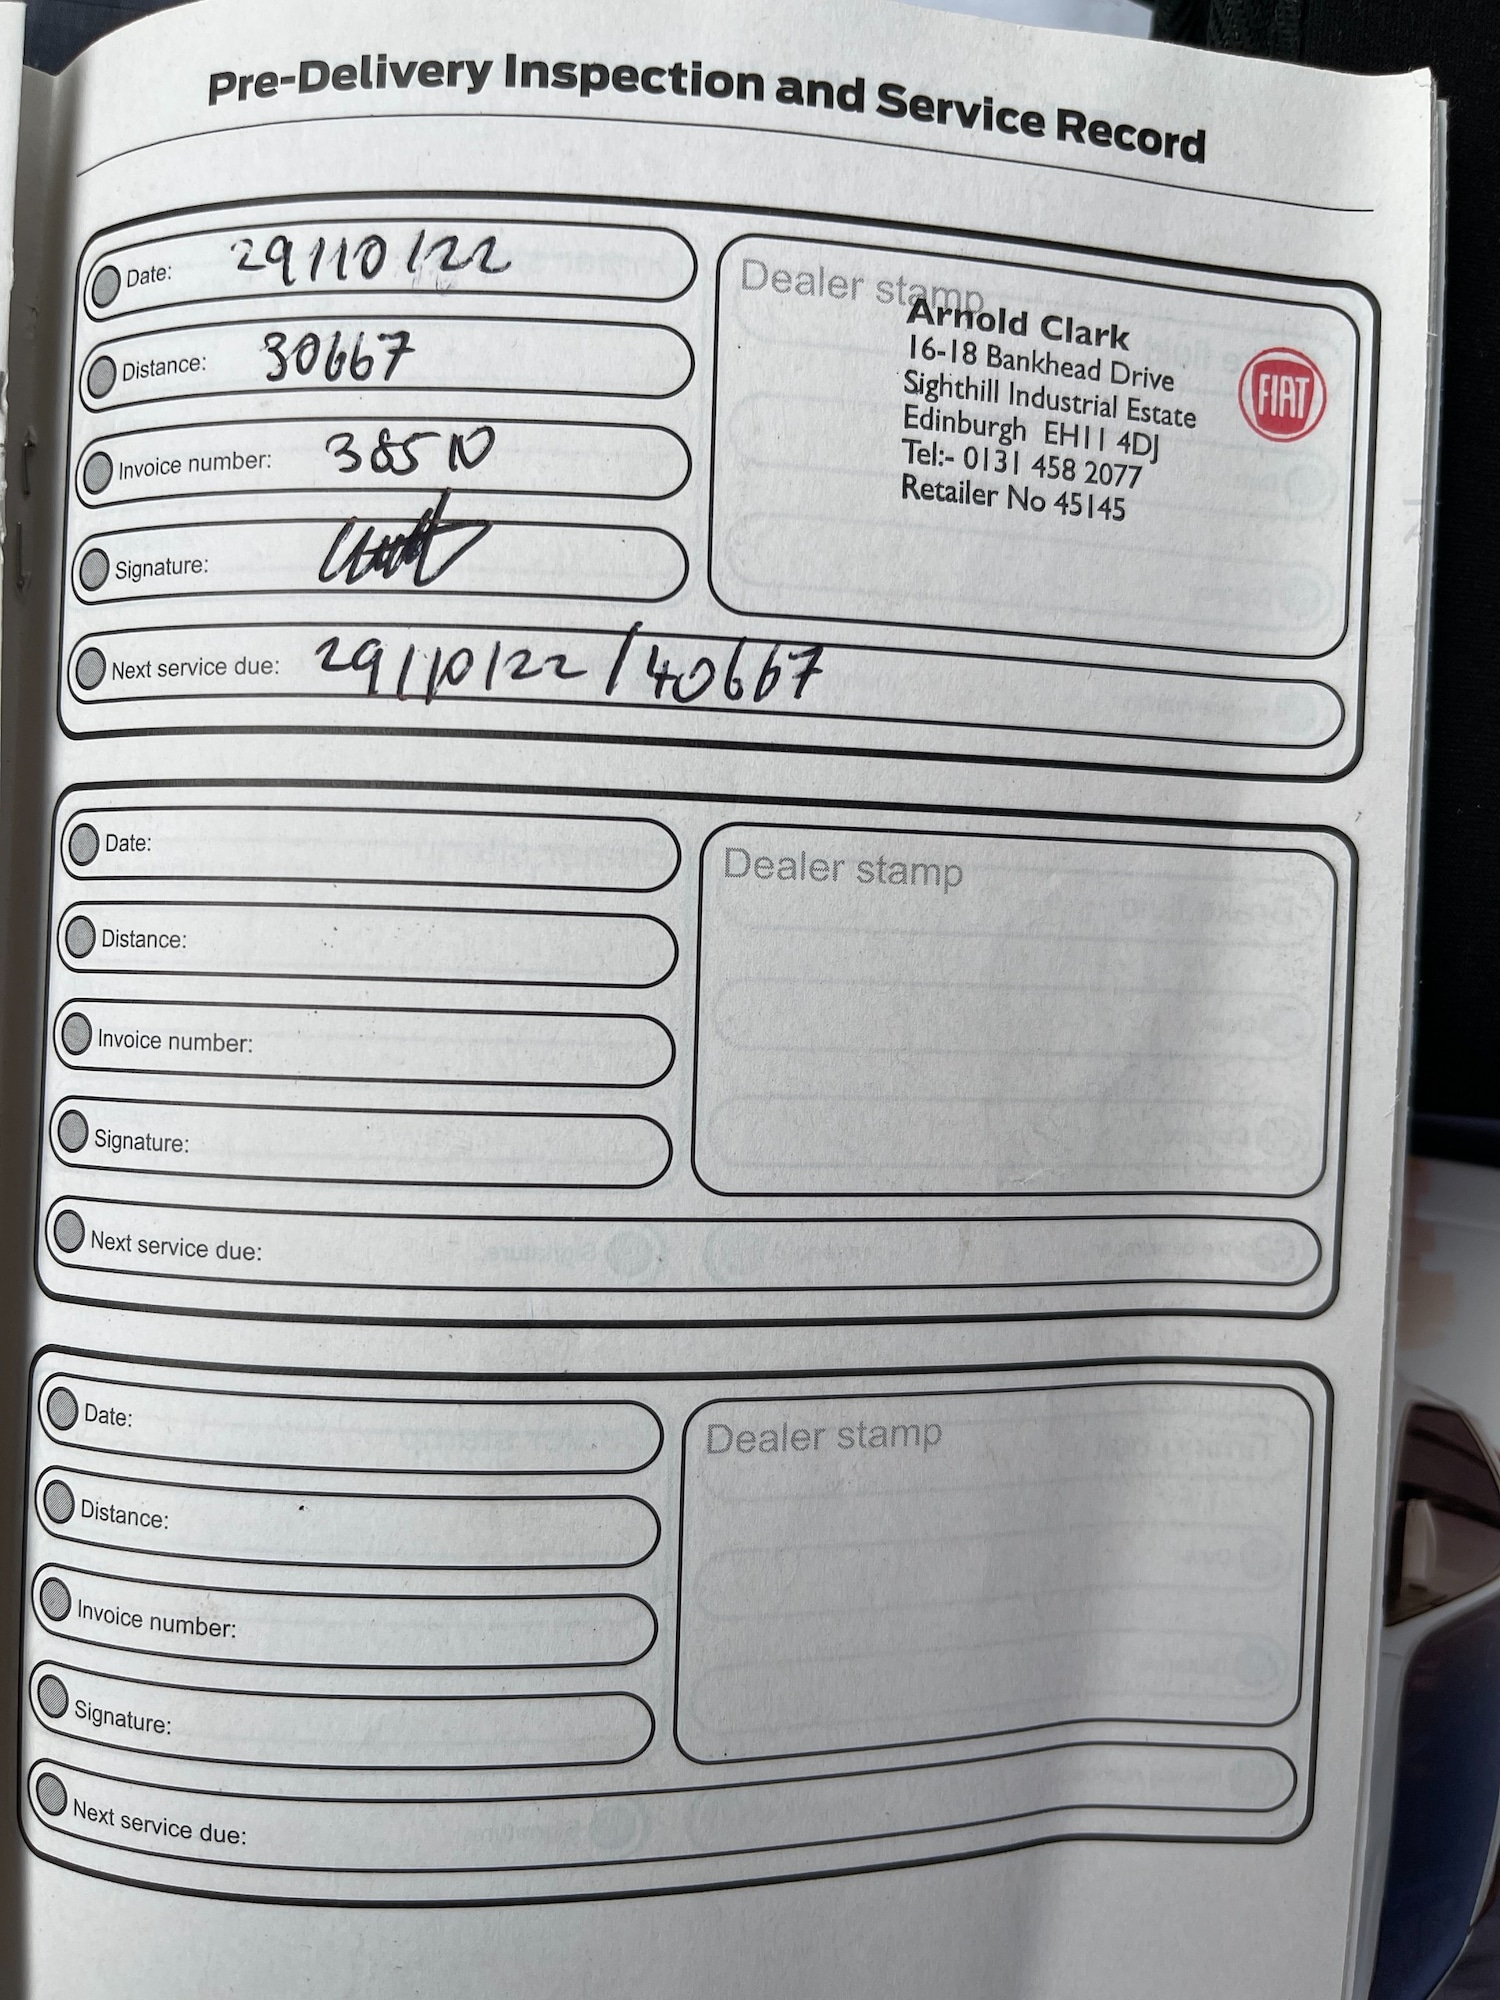 Pre-Delivery Inspection and Service Record
Date: 29/10/22
Distance: 30667
Invoice number: 38510
Signature:
Next service due: 29/10/22 / 40667
Dealer stamp
Arnold Clark
16-18 Bankhead Drive
Sighthill Industrial Estate
Edinburgh EH11 4DJ
Tel:- 0131 458 2077
Retailer No 45145
FIAT
Date:
Distance:
Invoice number:
Signature:
Next service due:
Dealer stamp
Date:
Distance:
Invoice number:
Signature:
Next service due:
Dealer stamp